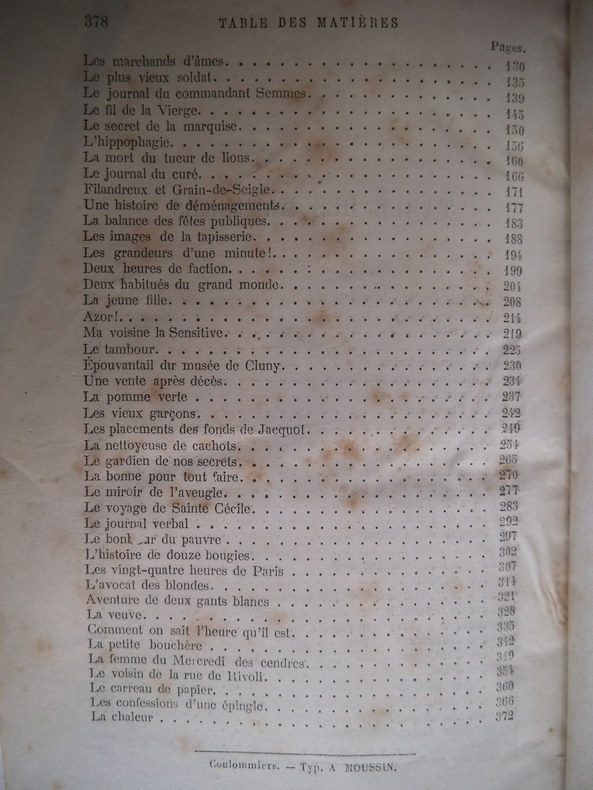 378 TABLE DES MATIÈRES
Pages.
Les marchands d'âmes. 130
Le plus vieux soldat. 135
Le journal du commandant Semmes. 139
Le fil de la Vierge. 145
Le secret de la marquise. 150
L'hippophagie. 156
La mort du tueur de lions. 160
Le journal du curé. 166
Filandreux et Grain-de-Seigle. 171
Une histoire de déménagements. 177
La balance des fêtes publiques. 183
Les images de la tapisserie. 188
Les grandeurs d'une minute!. 194
Deux heures de faction. 199
Deux habitués du grand monde. 204
La jeune fille. 208
Azor!. 214
Ma voisine la Sensitive. 219
Le tambour. 225
Épouvantail du musée de Cluny. 230
Une vente après décès. 234
La pomme verte 237
Les vieux garçons. 242
Les placements des fonds de Jacquot. 249
La nettoyeuse de cachots. 254
Le gardien de nos secrets. 265
La bonne pour tout faire. 270
Le miroir de l'aveugle. 277
Le voyage de Sainte Cécile. 283
Le journal verbal 292
Le du pauvre 297
L'histoire de douze bougies. 302
Les vingt-quatre heures de Paris 307
L'avocat des blondes. 314
Aventure de deux gants blancs 321
La veuve. 328
Comment on sait l'heure qu'il est. 335
La petite bouchère 342
La femme du Mercredi des cendres. 349
Le voisin de la rue de Rivoli. 354
Le carreau de papier. 360
Les confessions d'une épingle. 366
La chaleur 372
Coulommiers. — Typ. A MOUSSIN.